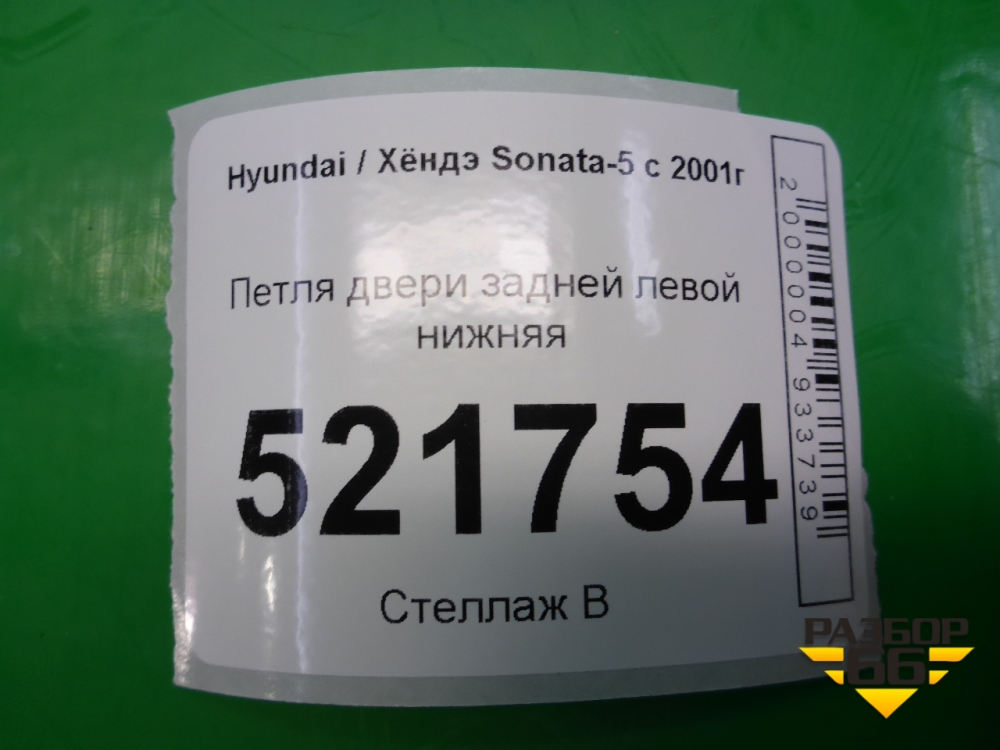 Hyundai / Хёндэ Sonata-5 с 2001г
Петля двери задней левой
нижняя
521754
Стеллаж В
2000004933739
РАЗБОР
66